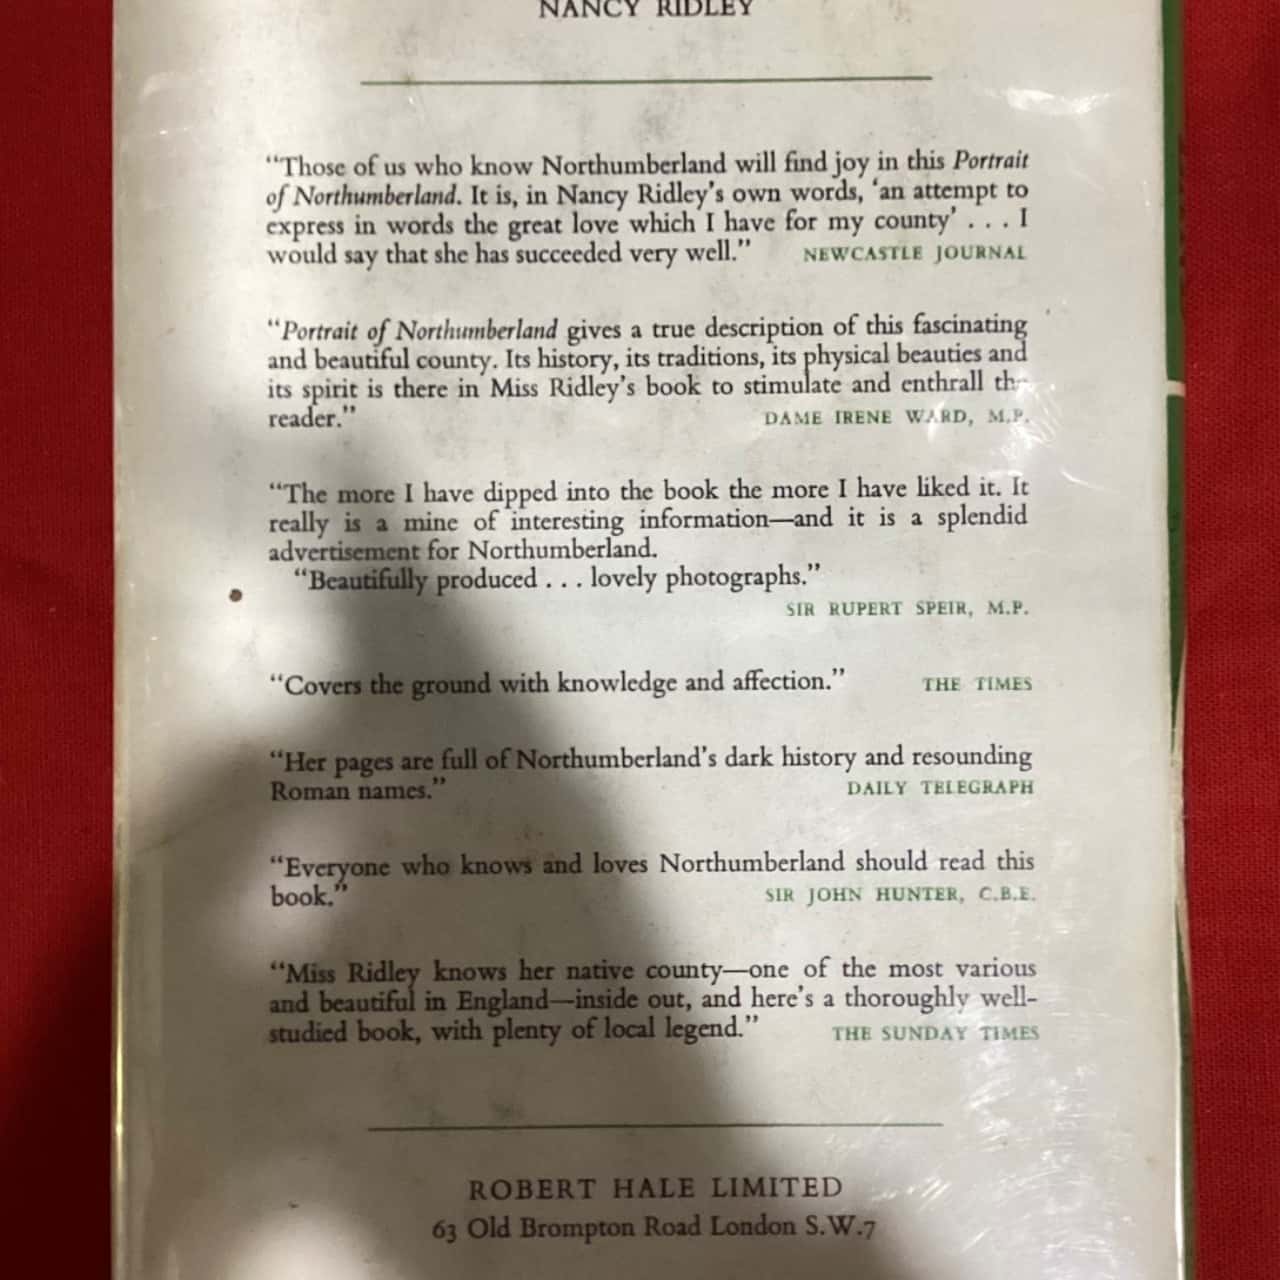 NANCY RIDLEY
“Those of us who know Northumberland will find joy in this Portrait
of Northumberland. It is, in Nancy Ridley’s own words, ‘an attempt to
express in words the great love which I have for my county’ . . . I
would say that she has succeeded very well.” NEWCASTLE JOURNAL
“Portrait of Northumberland gives a true description of this fascinating
and beautiful county. Its history, its traditions, its physical beauties and
its spirit is there in Miss Ridley’s book to stimulate and enthrall the
reader.” DAME IRENE WARD, M.P.
“The more I have dipped into the book the more I have liked it. It
really is a mine of interesting information—and it is a splendid
advertisement for Northumberland.
“Beautifully produced . . . lovely photographs.”
SIR RUPERT SPEIR, M.P.
“Covers the ground with knowledge and affection.” THE TIMES
“Her pages are full of Northumberland’s dark history and resounding
Roman names.” DAILY TELEGRAPH
“Everyone who knows and loves Northumberland should read this
book.” SIR JOHN HUNTER, C.B.E.
“Miss Ridley knows her native county—one of the most various
and beautiful in England—inside out, and here’s a thoroughly well-
studied book, with plenty of local legend.” THE SUNDAY TIMES
ROBERT HALE LIMITED
63 Old Brompton Road London S.W.7